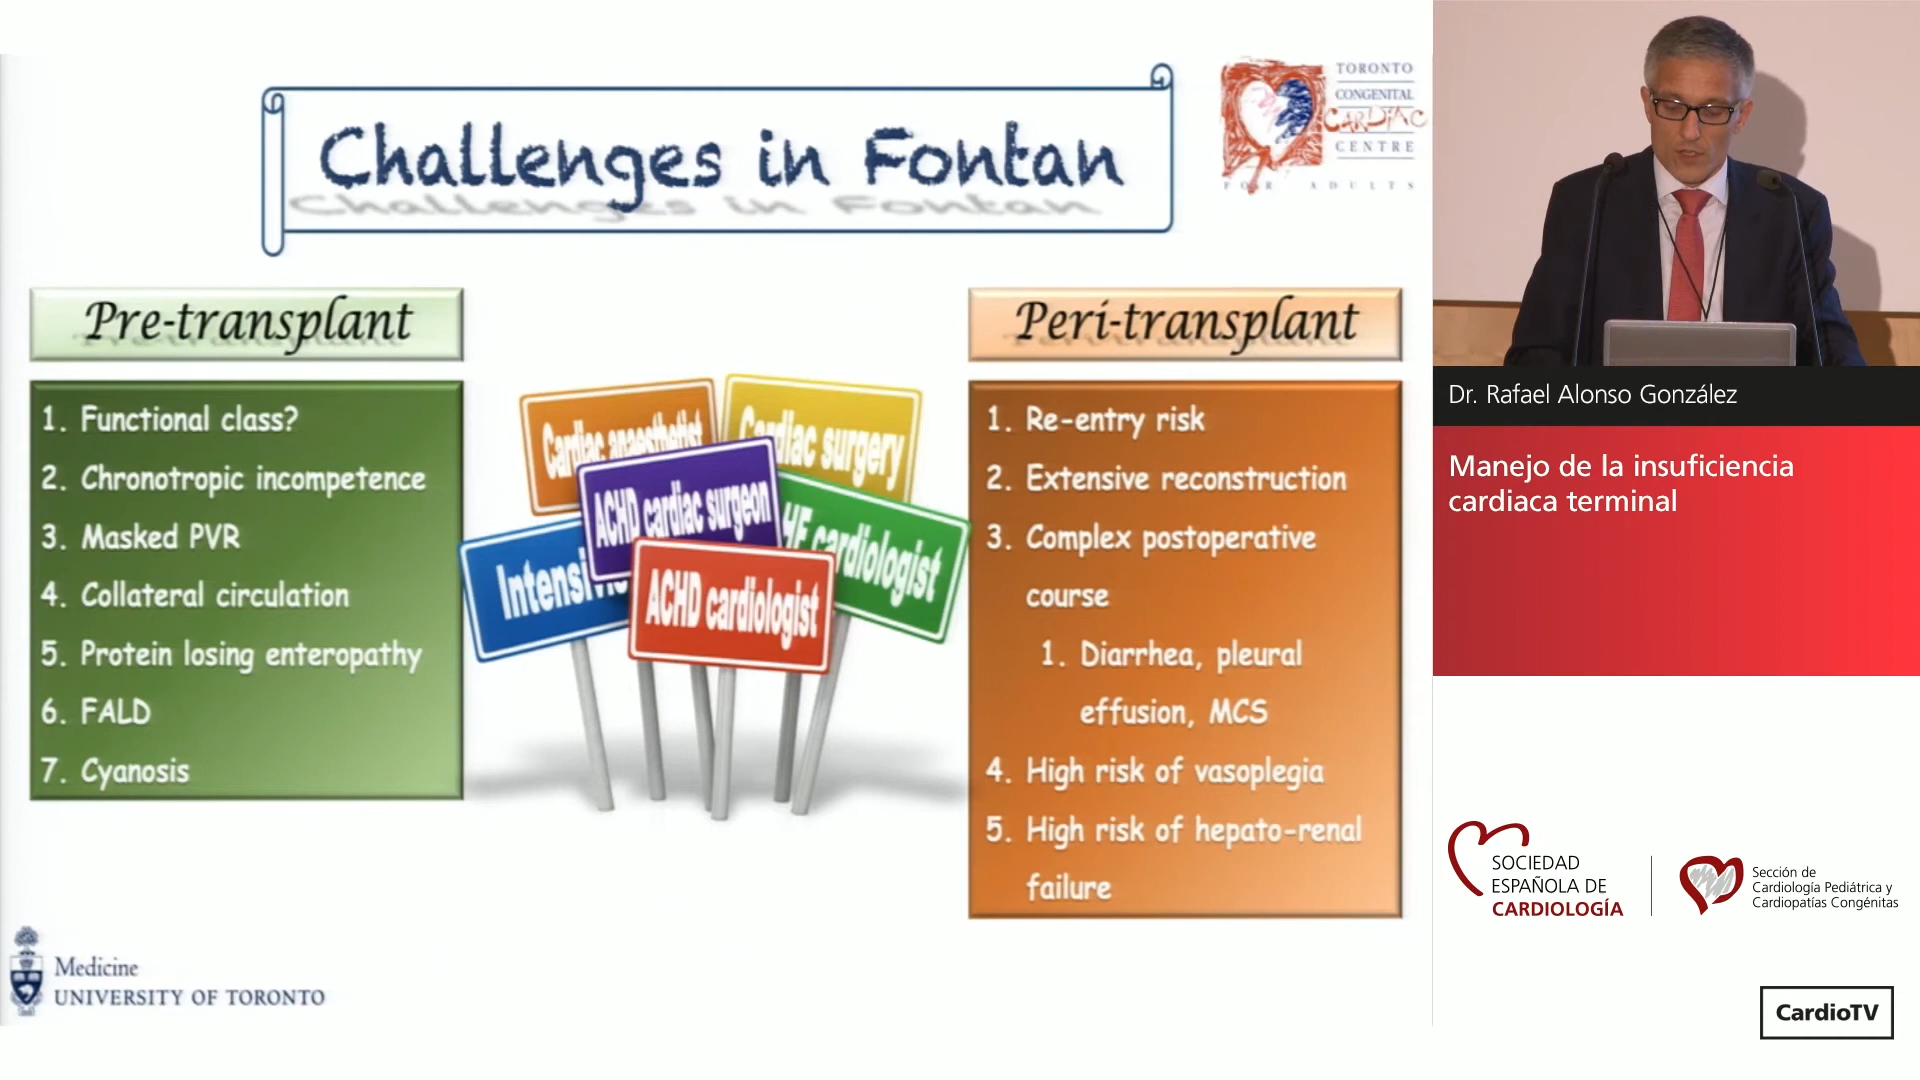 Challenges in Fontan
TORONTO
CONGENITAL
CARDIAC
CENTRE
FOR ADULTS
Pre-transplant
1. Functional class?
2. Chronotropic incompetence
3. Masked PVR
4. Collateral circulation
5. Protein losing enteropathy
6. FALD
7. Cyanosis
Cardiac anaesthetist
Cardiac surgery
ACHD cardiac surgeon
HF cardiologist
ACHD cardiologist
Peri-transplant
1. Re-entry risk
2. Extensive reconstruction
3. Complex postoperative
course
1. Diarrhea, pleural
effusion, MCS
4. High risk of vasoplegia
5. High risk of hepato-renal
failure
Medicine
UNIVERSITY OF TORONTO
Dr. Rafael Alonso González
Manejo de la insuficiencia
cardiaca terminal
SOCIEDAD
ESPAÑOLA DE
CARDIOLOGÍA
Sección de
Cardiología Pediátrica y
Cardiopatías Congénitas
CardioTV